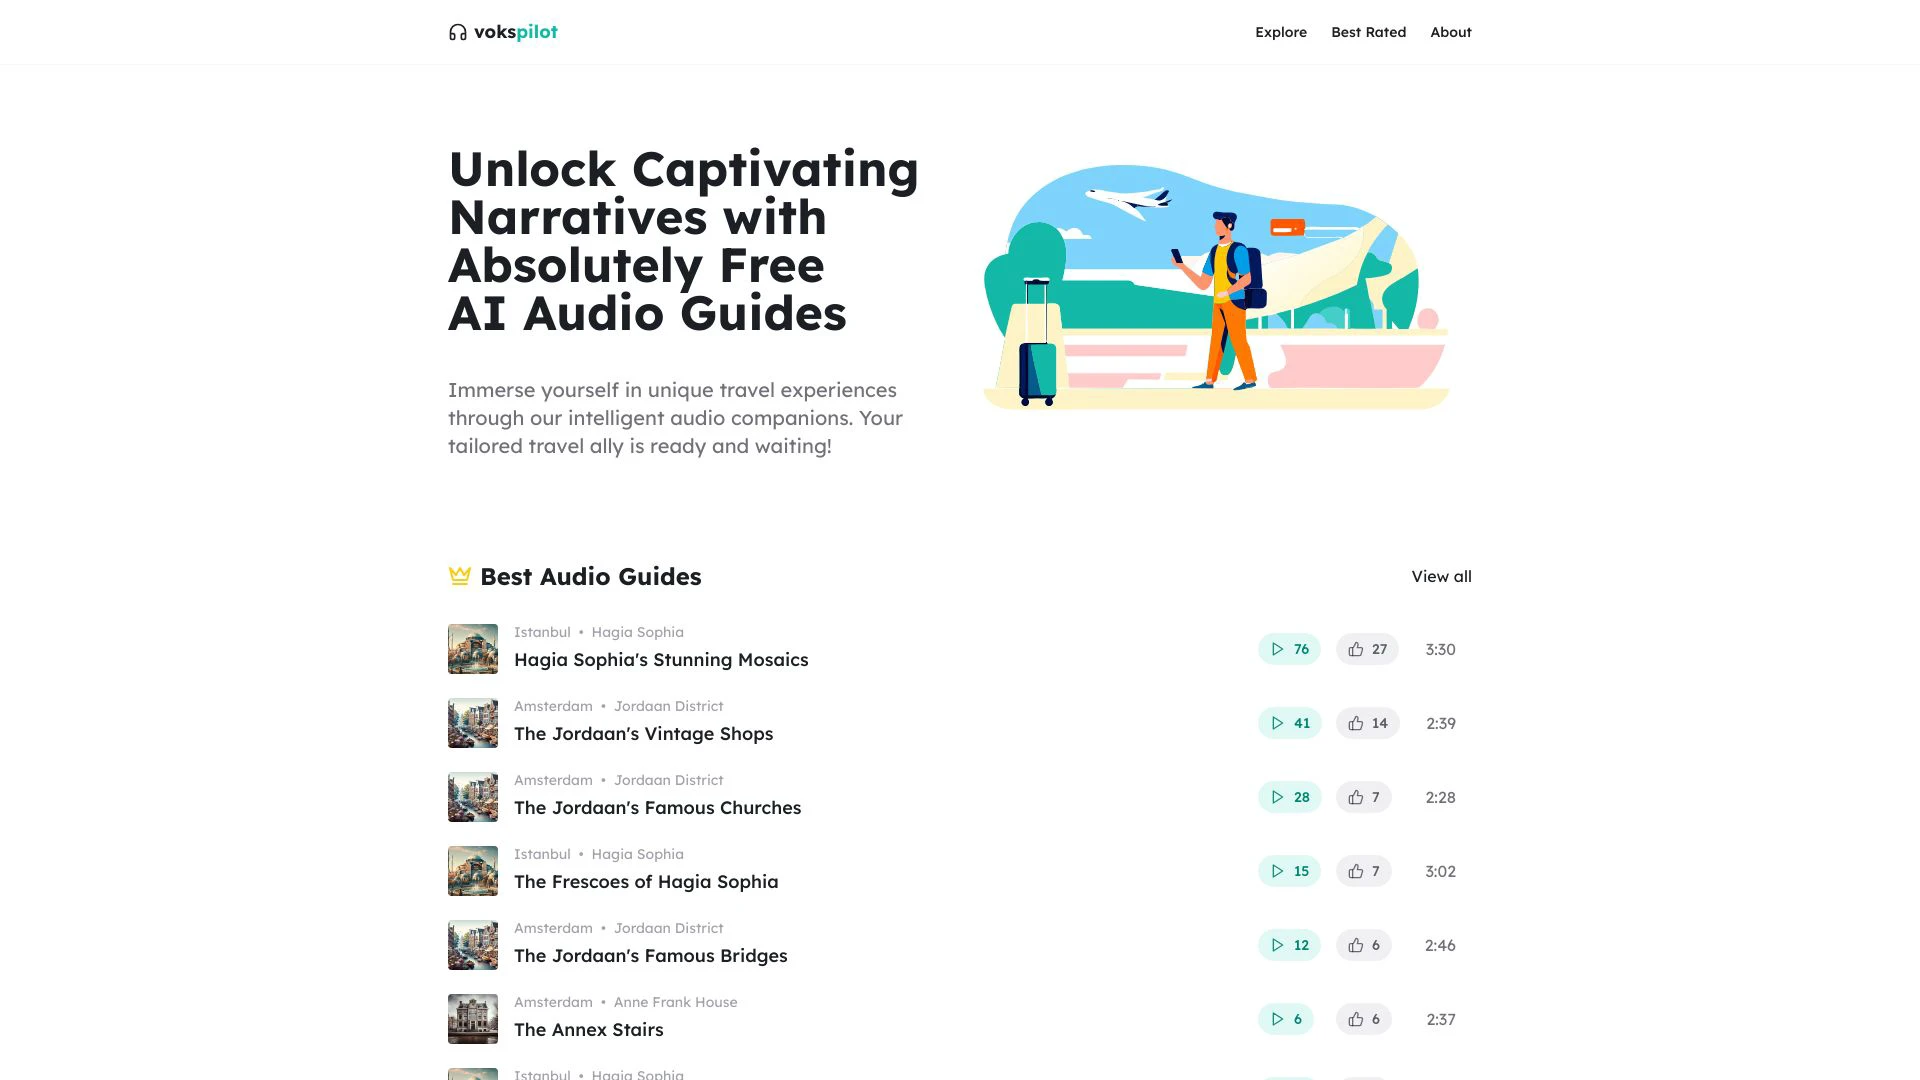 vokspilot
Explore
Best Rated
About
Unlock Captivating
Narratives with
Absolutely Free
AI Audio Guides
Immerse yourself in unique travel experiences
through our intelligent audio companions. Your
tailored travel ally is ready and waiting!
Best Audio Guides
View all
Istanbul • Hagia Sophia
Hagia Sophia's Stunning Mosaics
76
27
3:30
Amsterdam • Jordaan District
The Jordaan's Vintage Shops
41
14
2:39
Amsterdam • Jordaan District
The Jordaan's Famous Churches
28
7
2:28
Istanbul • Hagia Sophia
The Frescoes of Hagia Sophia
15
7
3:02
Amsterdam • Jordaan District
The Jordaan's Famous Bridges
12
6
2:46
Amsterdam • Anne Frank House
The Annex Stairs
6
6
2:37
Istanbul • Hagia Sophia